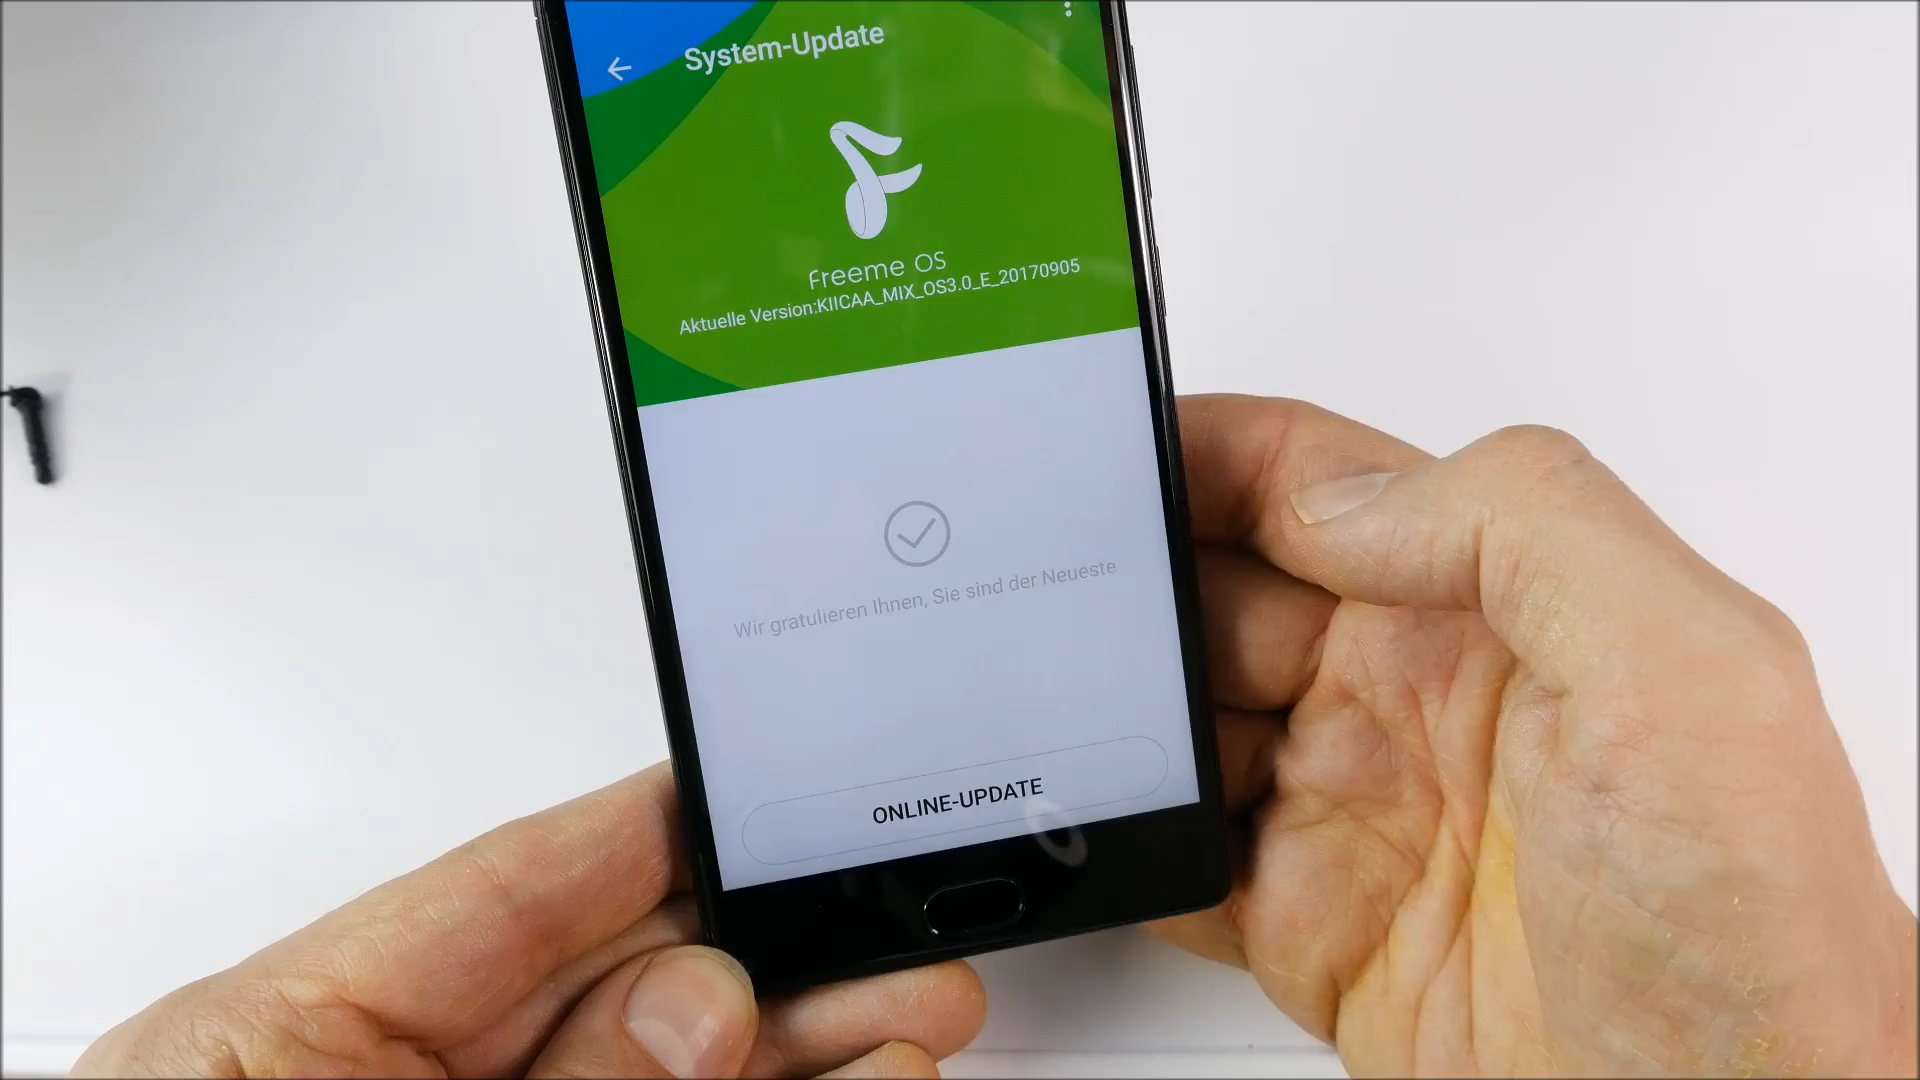 System-Update
freeme OS
Aktuelle Version:KIICAA_MIX_OS3.0_E_20170905
Wir gratulieren Ihnen, Sie sind der Neueste
ONLINE-UPDATE